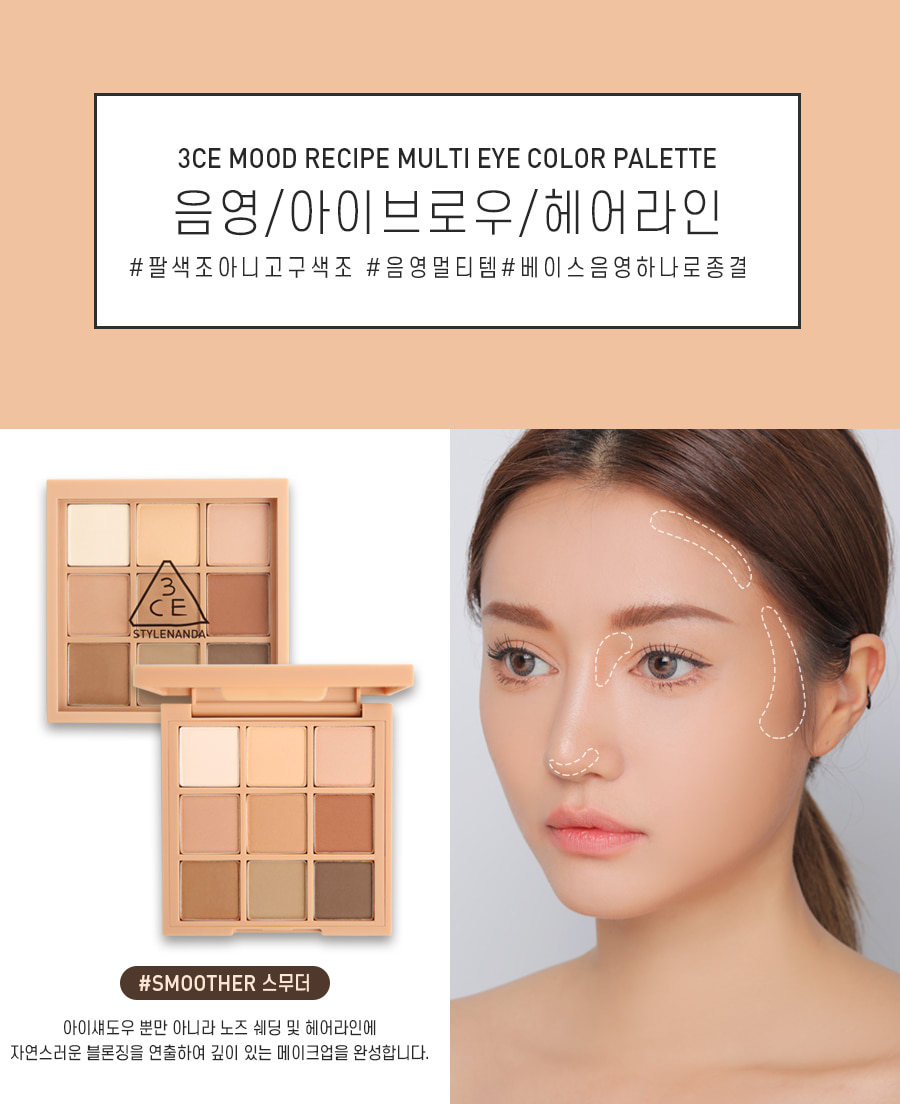 3CE MOOD RECIPE MULTI EYE COLOR PALETTE
음영/아이브로우/헤어라인
#팔색조아니고구색조 #음영멀티템#베이스음영하나로종결
3
CE
STYLENANDA
#SMOOTHER 스무더
아이섀도우 뿐만 아니라 노즈 쉐딩 및 헤어라인에
자연스러운 블론징을 연출하여 깊이 있는 메이크업을 완성합니다.